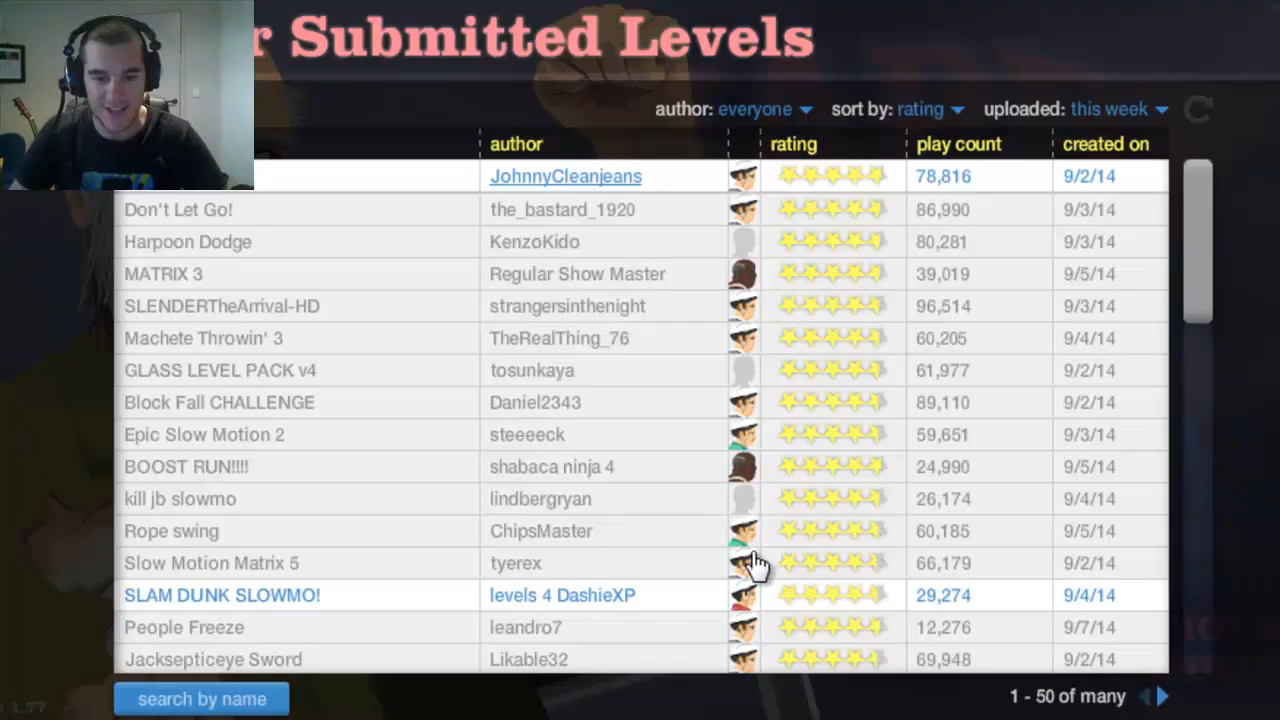 r Submitted Levels
author: everyone sort by: rating uploaded: this week
author rating play count created on
JohnnyCleanjeans 78,816 9/2/14
Don't Let Go! the_bastard_1920 86,990 9/3/14
Harpoon Dodge KenzoKido 80,281 9/3/14
MATRIX 3 Regular Show Master 39,019 9/5/14
SLENDERTheArrival-HD strangersinthenight 96,514 9/3/14
Machete Throwin' 3 TheRealThing_76 60,205 9/4/14
GLASS LEVEL PACK v4 tosunkaya 61,977 9/2/14
Block Fall CHALLENGE Daniel2343 89,110 9/2/14
Epic Slow Motion 2 steeeeck 59,651 9/3/14
BOOST RUN!!!! shabaca ninja 4 24,990 9/5/14
kill jb slowmo lindbergryan 26,174 9/4/14
Rope swing ChipsMaster 60,185 9/5/14
Slow Motion Matrix 5 tyerex 66,179 9/2/14
SLAM DUNK SLOWMO! levels 4 DashieXP 29,274 9/4/14
People Freeze leandro7 12,276 9/7/14
Jacksepticeye Sword Likable32 69,948 9/2/14
search by name 1 - 50 of many
1.77